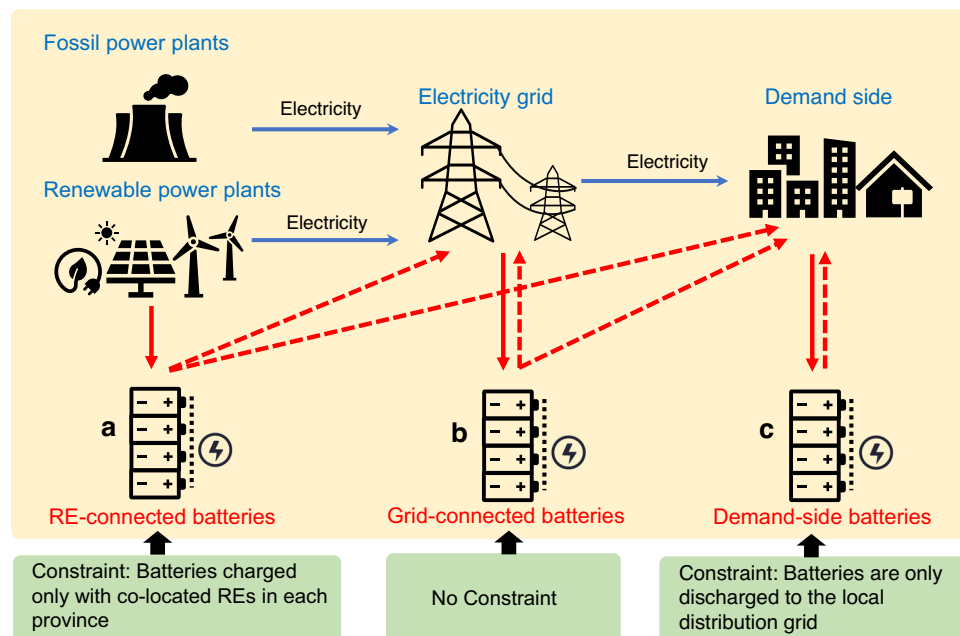 Fossil power plants
Electricity
Electricity grid
Demand side
Electricity
Renewable power plants
Electricity
a
- +
- +
- +
- +
RE-connected batteries
b
- +
- +
- +
- +
Grid-connected batteries
c
- +
- +
- +
- +
Demand-side batteries
Constraint: Batteries charged
only with co-located REs in each
province
No Constraint
Constraint: Batteries are only
discharged to the local
distribution grid